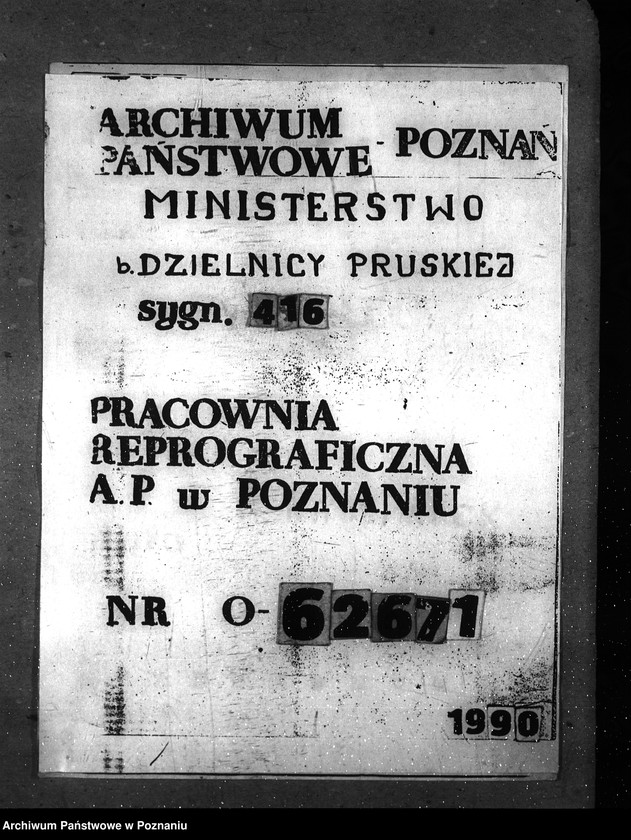 ARCHIWUM
PAŃSTWOWE - POZNAŃ
MINISTERSTWO
b. DZIELNICY PRUSKIEJ
sygn. 416
PRACOWNIA
REPROGRAFICZNA
A.P. w POZNANIU
NR O-62671
1990
Archiwum Państwowe w Poznaniu